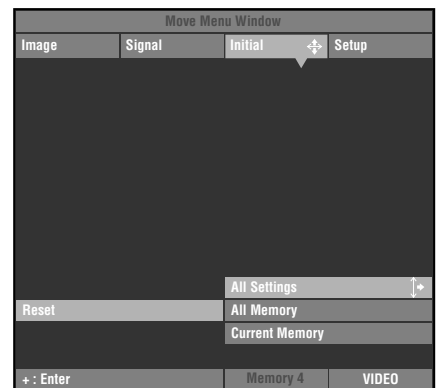 Move Menu Window
Image Signal Initial Setup
All Settings
Reset All Memory
Current Memory
+ : Enter Memory 4 VIDEO